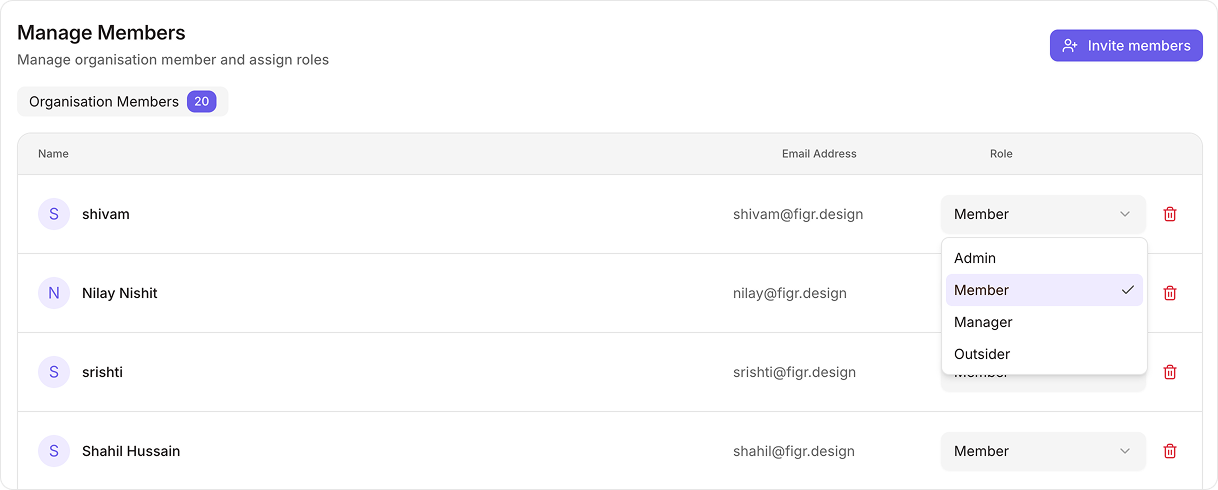 Manage Members
Manage organisation member and assign roles
Invite members
Organisation Members 20
Name Email Address Role
S shivam shivam@figr.design Member
Admin
N Nilay Nishit nilay@figr.design Member
Manager
Outsider
S srishti srishti@figr.design Member
S Shahil Hussain shahil@figr.design Member